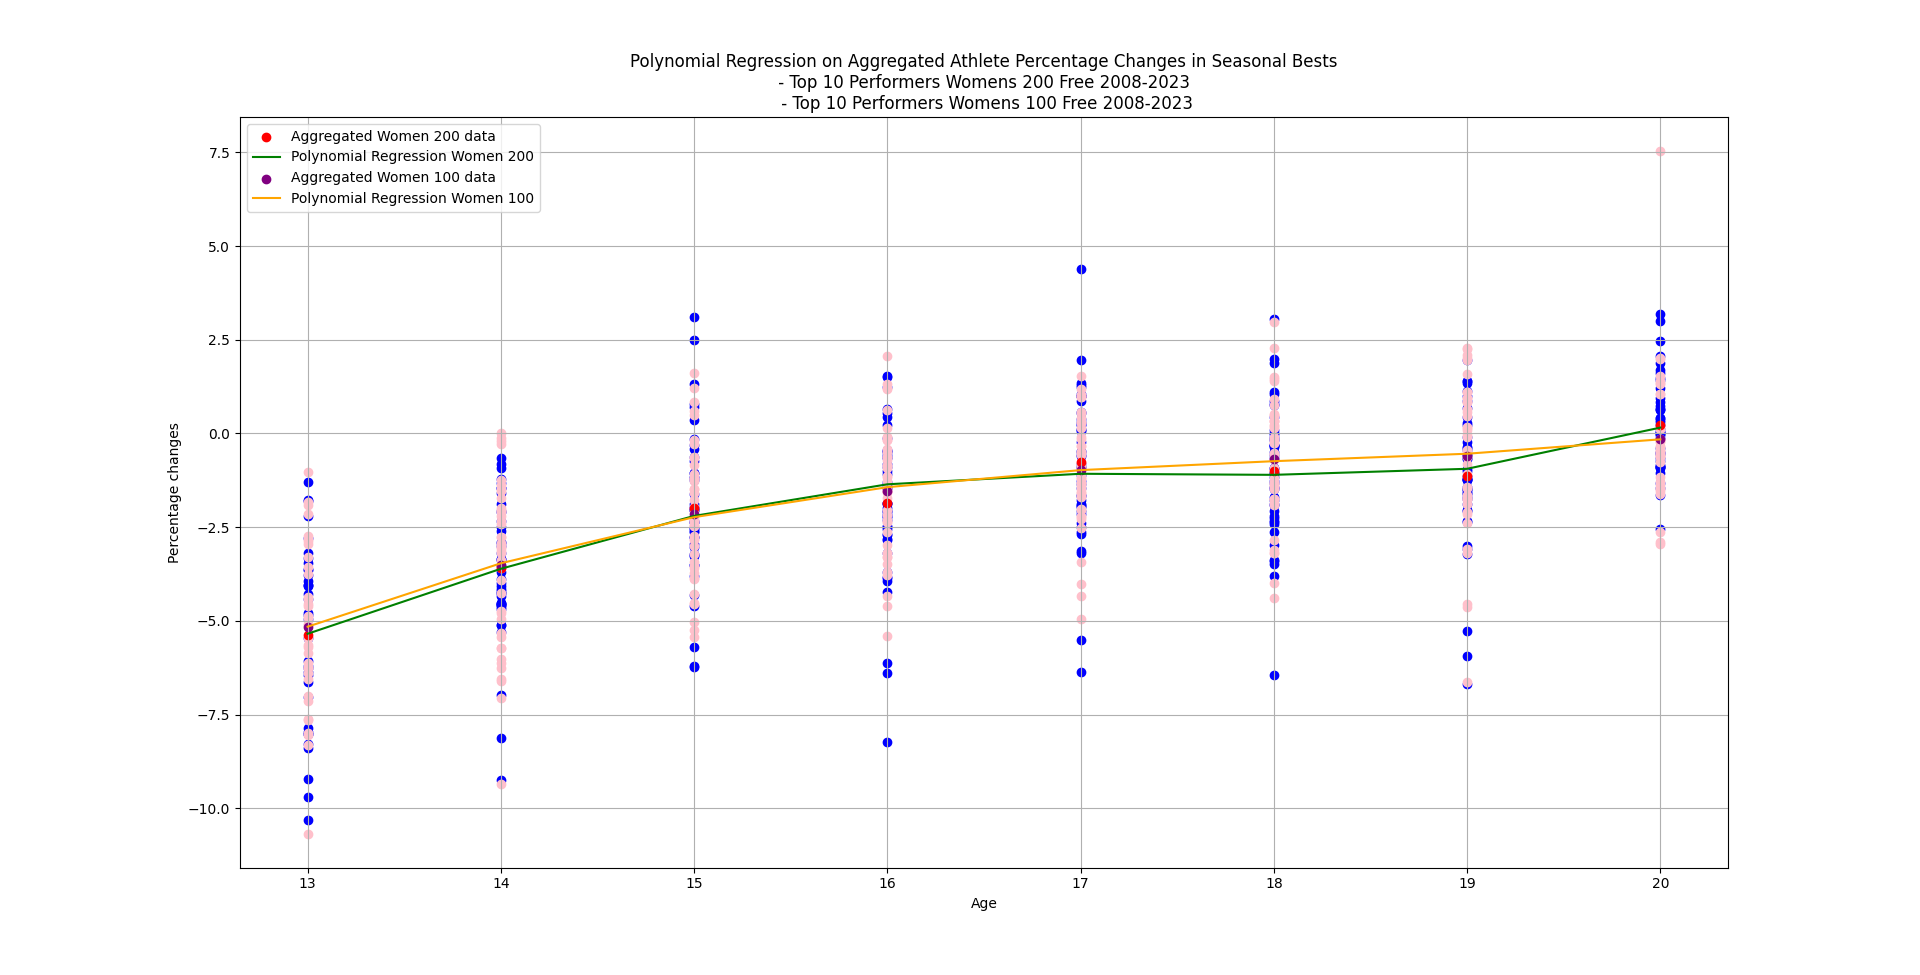 Polynomial Regression on Aggregated Athlete Percentage Changes in Seasonal Bests
- Top 10 Performers Womens 200 Free 2008-2023
- Top 10 Performers Womens 100 Free 2008-2023
Aggregated Women 200 data
Polynomial Regression Women 200
Aggregated Women 100 data
Polynomial Regression Women 100
7.5
5.0
2.5
0.0
−2.5
−5.0
−7.5
−10.0
Percentage changes
13 14 15 16 17 18 19 20
Age